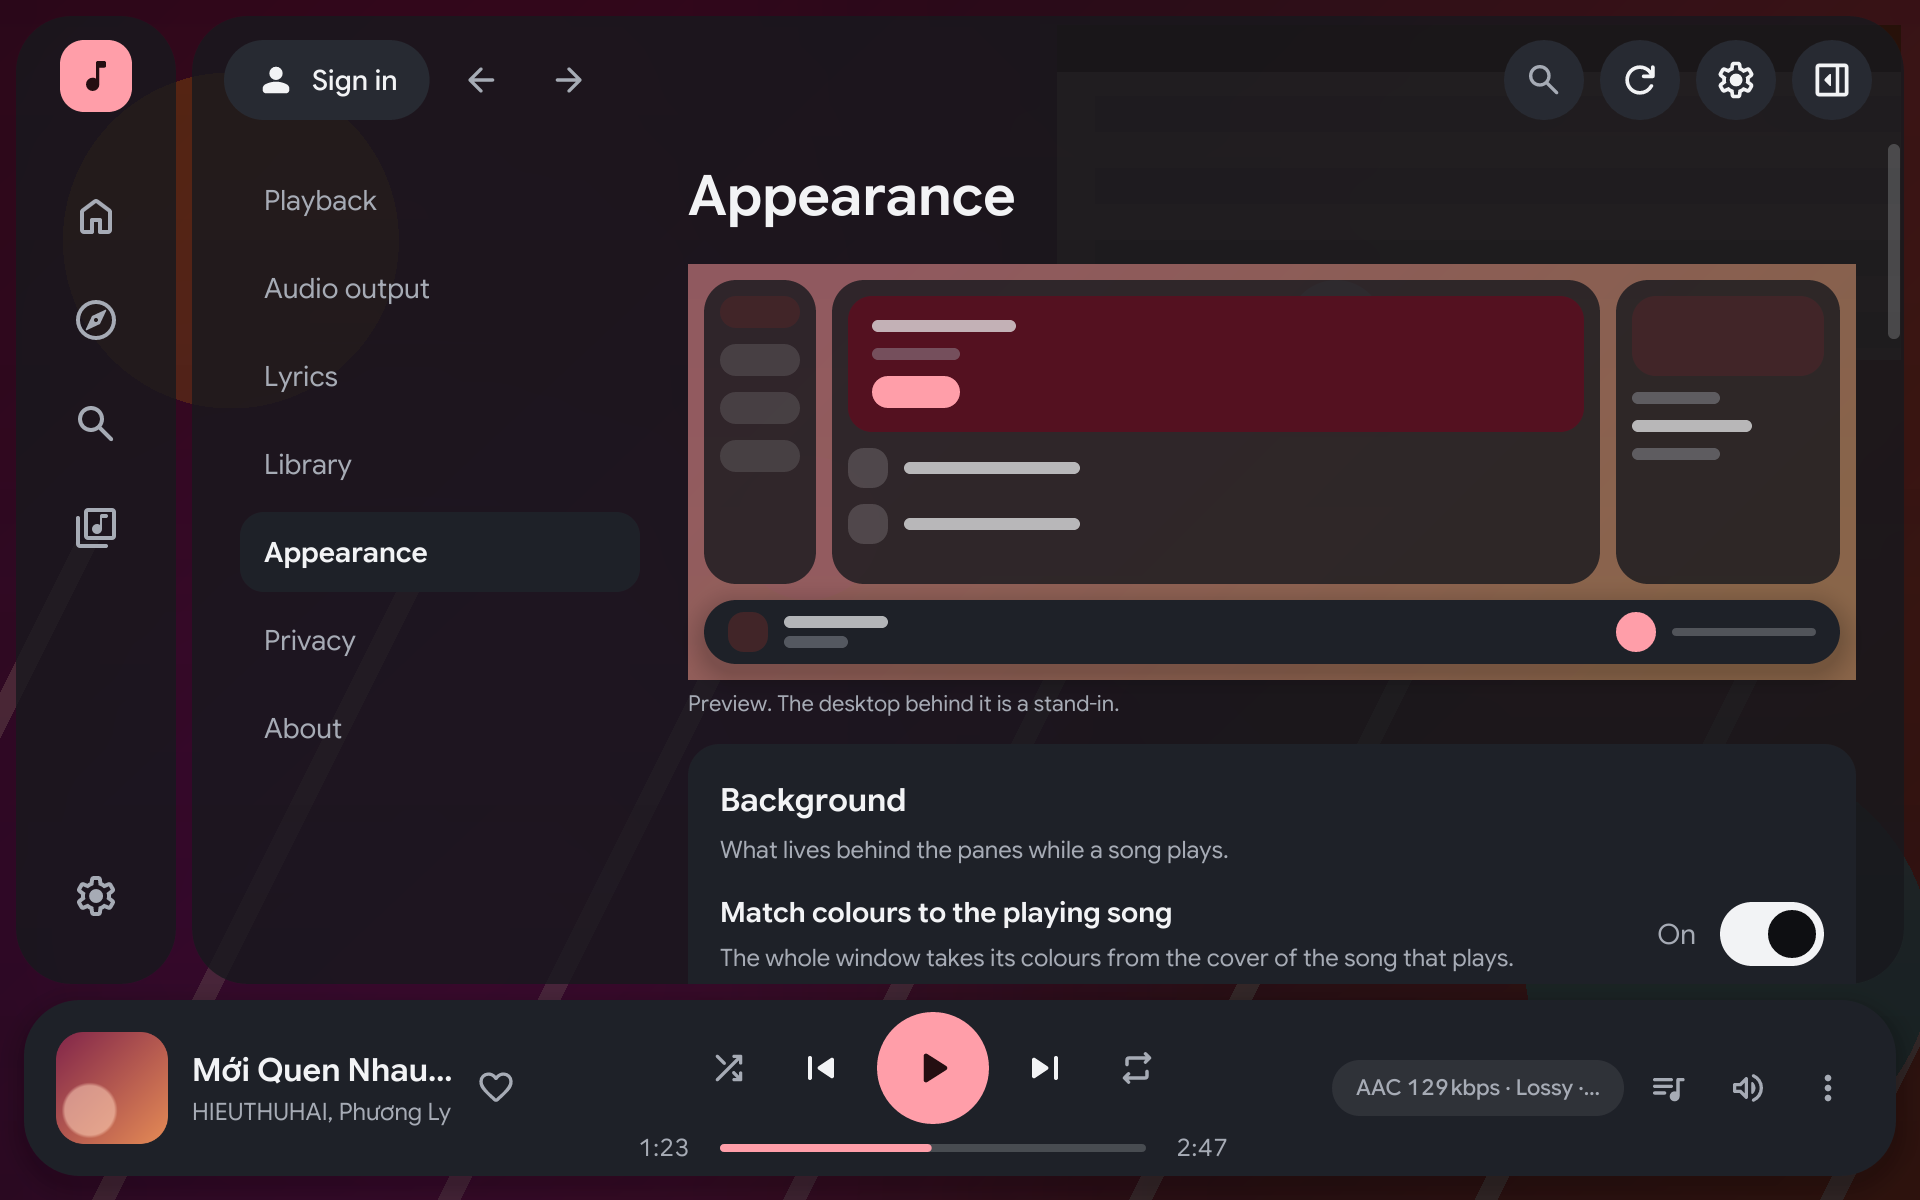 Sign in
Playback
Audio output
Lyrics
Library
Appearance
Privacy
About
Appearance
Preview. The desktop behind it is a stand-in.
Background
What lives behind the panes while a song plays.
Match colours to the playing song
The whole window takes its colours from the cover of the song that plays.
On
Mới Quen Nhau...
HIEUTHUHAI, Phương Ly
1:23
2:47
AAC 129kbps · Lossy ·...